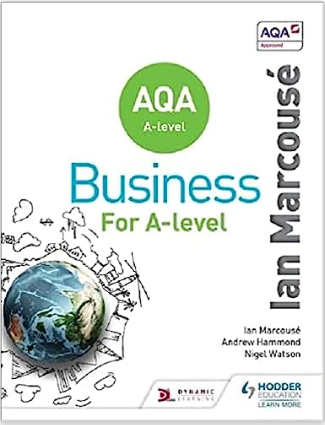 AQA
Approved
Ian Marcousé
AQA
A-level
Business
For A-level
Ian Marcousé
Andrew Hammond
Nigel Watson
DYNAMIC
LEARNING
HODDER
EDUCATION
LEARN MORE